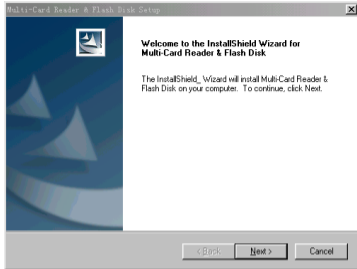 Multi-Card Reader & Flash Disk Setup
Welcome to the InstallShield Wizard for
Multi-Card Reader & Flash Disk
The InstallShield_ Wizard will install Multi-Card Reader &
Flash Disk on your computer. To continue, click Next.
< Back
Next >
Cancel